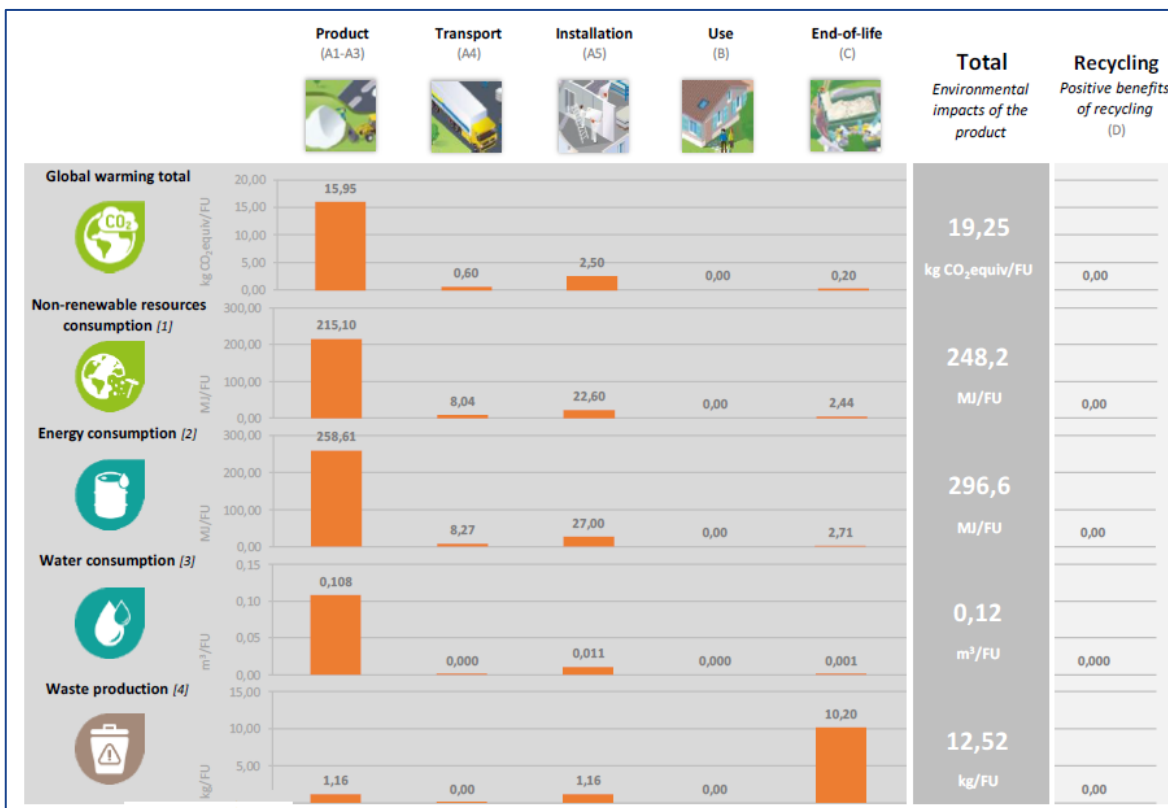 Product
(A1-A3)
Transport
(A4)
Installation
(A5)
Use
(B)
End-of-life
(C)
Total
Environmental
impacts of the
product
Recycling
Positive benefits
of recycling
(D)
Global warming total
CO₂
kg CO₂equiv/FU
20,00
15,00
10,00
5,00
0,00
15,95
0,60
2,50
0,00
0,20
19,25
kg CO₂equiv/FU
0,00
Non-renewable resources
consumption [1]
MJ/FU
300,00
200,00
100,00
0,00
215,10
8,04
22,60
0,00
2,44
248,2
MJ/FU
0,00
Energy consumption [2]
MJ/FU
300,00
200,00
100,00
0,00
258,61
8,27
27,00
0,00
2,71
296,6
MJ/FU
0,00
Water consumption [3]
m³/FU
0,15
0,10
0,05
0,00
0,108
0,000
0,011
0,000
0,001
0,12
m³/FU
0,000
Waste production [4]
kg/FU
15,00
10,00
5,00
1,16
0,00
1,16
0,00
10,20
12,52
kg/FU
0,00